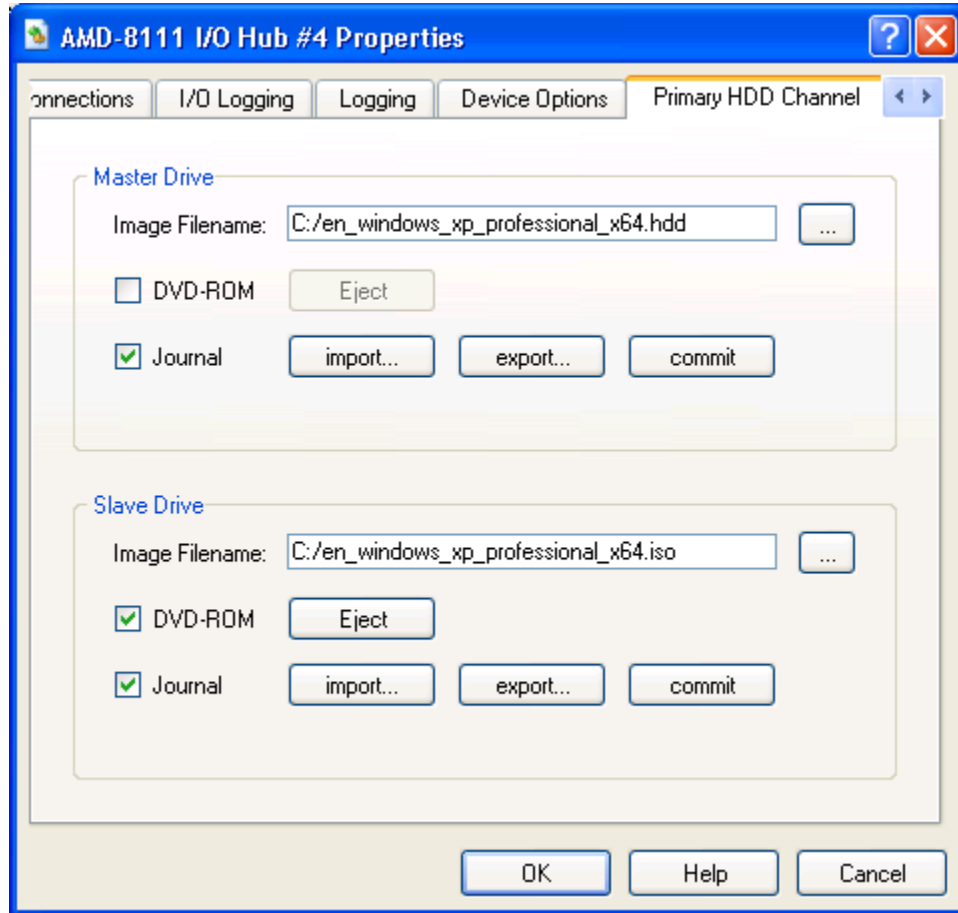 AMD-8111 I/O Hub #4 Properties
onnections I/O Logging Logging Device Options Primary HDD Channel
Master Drive
Image Filename: C:/en_windows_xp_professional_x64.hdd ...
DVD-ROM Eject
Journal import... export... commit
Slave Drive
Image Filename: C:/en_windows_xp_professional_x64.iso ...
DVD-ROM Eject
Journal import... export... commit
OK Help Cancel